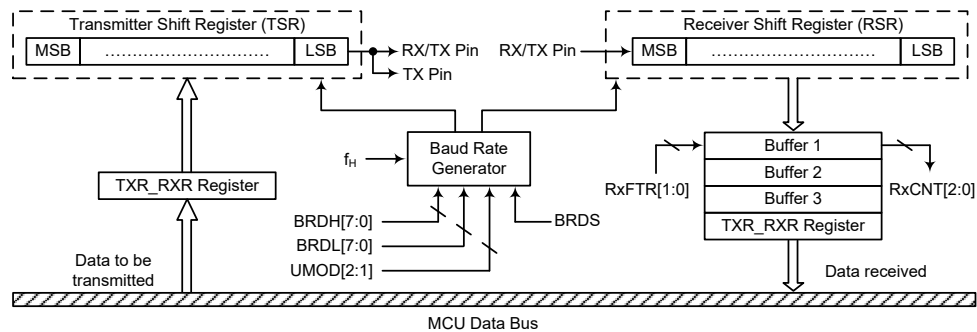 Transmitter Shift Register (TSR)
MSB ................................ LSB
RX/TX Pin
TX Pin
RX/TX Pin
Receiver Shift Register (RSR)
MSB ................................ LSB
Baud Rate
Generator
fH
TXR_RXR Register
BRDH[7:0]
BRDL[7:0]
UMOD[2:1]
BRDS
RxFTR[1:0]
Buffer 1
Buffer 2
Buffer 3
TXR_RXR Register
RxCNT[2:0]
Data to be
transmitted
Data received
MCU Data Bus